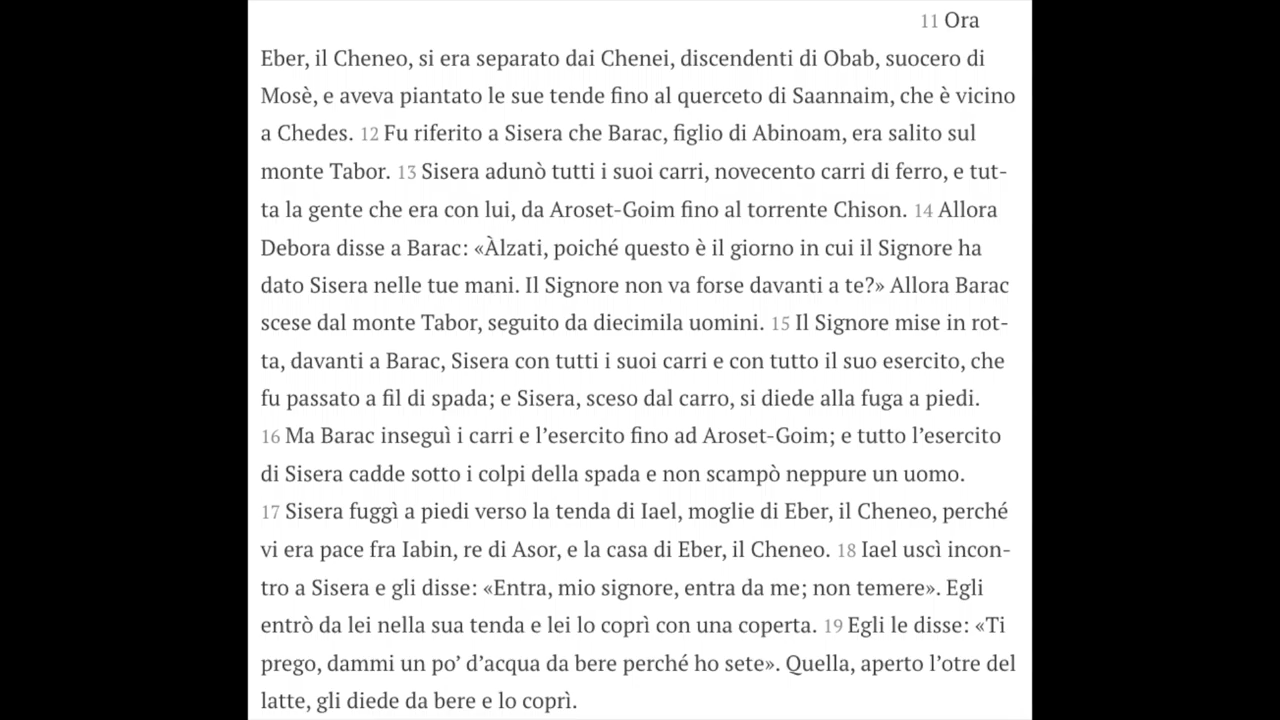 11 Ora
Eber, il Cheneo, si era separato dai Chenei, discendenti di Obab, suocero di
Mosè, e aveva piantato le sue tende fino al querceto di Saannaim, che è vicino
a Chedes. 12 Fu riferito a Sisera che Barac, figlio di Abinoam, era salito sul
monte Tabor. 13 Sisera adunò tutti i suoi carri, novecento carri di ferro, e tut-
ta la gente che era con lui, da Aroset-Goim fino al torrente Chison. 14 Allora
Debora disse a Barac: «Àlzati, poiché questo è il giorno in cui il Signore ha
dato Sisera nelle tue mani. Il Signore non va forse davanti a te?» Allora Barac
scese dal monte Tabor, seguito da diecimila uomini. 15 Il Signore mise in rot-
ta, davanti a Barac, Sisera con tutti i suoi carri e con tutto il suo esercito, che
fu passato a fil di spada; e Sisera, sceso dal carro, si diede alla fuga a piedi.
16 Ma Barac inseguì i carri e l’esercito fino ad Aroset-Goim; e tutto l’esercito
di Sisera cadde sotto i colpi della spada e non scampò neppure un uomo.
17 Sisera fuggì a piedi verso la tenda di Iael, moglie di Eber, il Cheneo, perché
vi era pace fra Iabin, re di Asor, e la casa di Eber, il Cheneo. 18 Iael uscì incon-
tro a Sisera e gli disse: «Entra, mio signore, entra da me; non temere». Egli
entrò da lei nella sua tenda e lei lo coprì con una coperta. 19 Egli le disse: «Ti
prego, dammi un po’ d’acqua da bere perché ho sete». Quella, aperto l’otre del
latte, gli diede da bere e lo coprì.